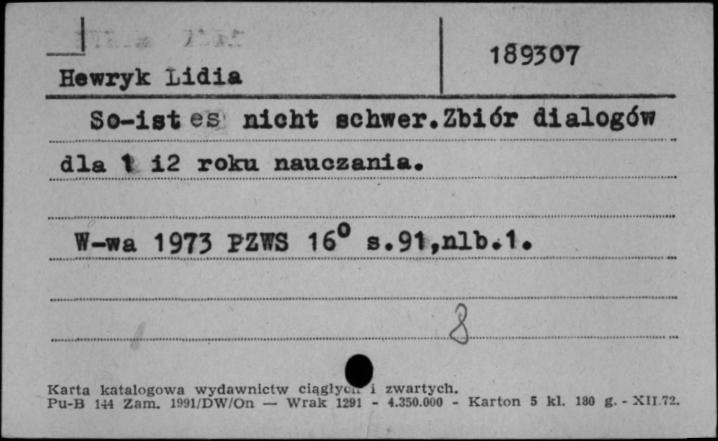 189307
Hewryk Lidia
So-ist es nicht schwer.Zbiór dialogów
dla 1 i2 roku nauczania.
W-wa 1973 PZWS 16° s.91,nlb.1.
8
Karta katalogowa wydawnictw ciągłych i zwartych.
Pu-B 144 Zam. 1991/DW/On — Wrak 1291 - 4.350.000 - Karton 5 kl. 180 g. - XII.72.